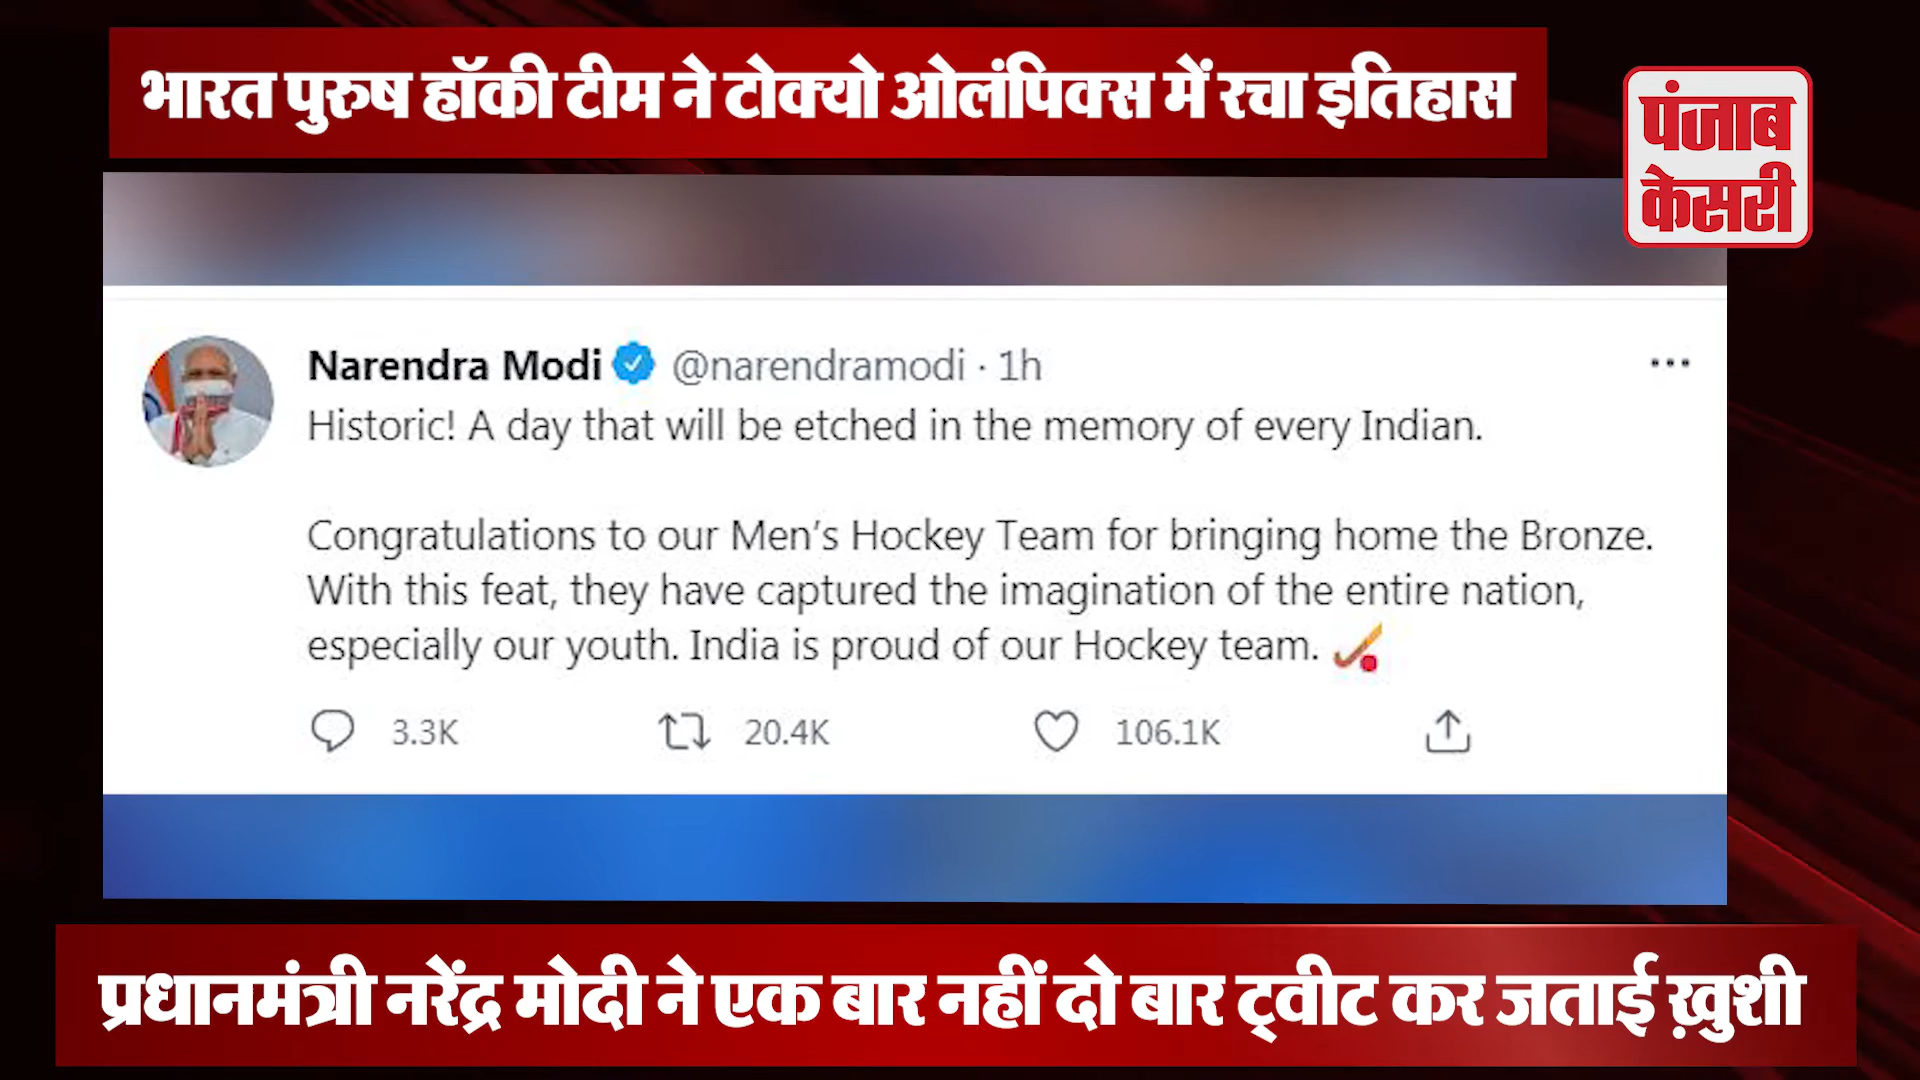 भारत पुरुष हॉकी टीम ने टोक्यो ओलंपिक्स में रचा इतिहास
पंजाब
केसरी
Narendra Modi @narendramodi · 1h
Historic! A day that will be etched in the memory of every Indian.
Congratulations to our Men's Hockey Team for bringing home the Bronze.
With this feat, they have captured the imagination of the entire nation,
especially our youth. India is proud of our Hockey team. 🏑
3.3K 20.4K 106.1K
प्रधानमंत्री नरेंद्र मोदी ने एक बार नहीं दो बार ट्वीट कर जताई ख़ुशी